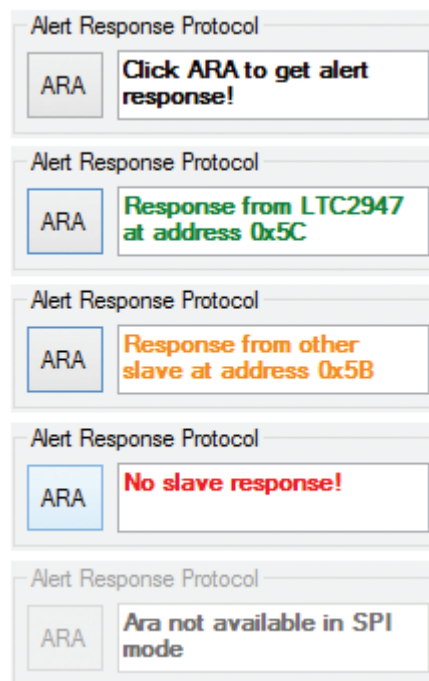 Alert Response Protocol
ARA
Click ARA to get alert
response!
Alert Response Protocol
ARA
Response from LTC2947
at address 0x5C
Alert Response Protocol
ARA
Response from other
slave at address 0x5B
Alert Response Protocol
ARA
No slave response!
Alert Response Protocol
ARA
Ara not available in SPI
mode